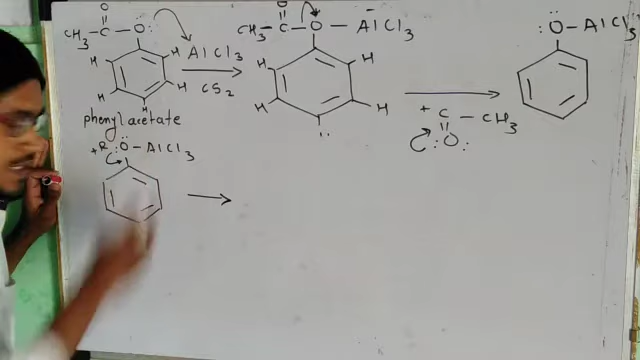 O O
CH3 — C — O: CH3 — C — O — AlCl3 :O — AlCl3
H H AlCl3 H
H H CS2 H H
H
phenyl acetate + C — CH3
:O:
:O — AlCl3